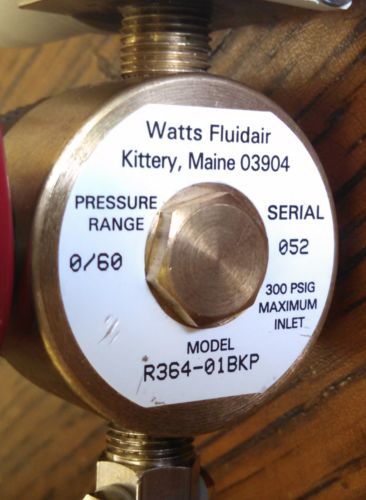 Watts Fluidair
Kittery, Maine 03904
PRESSURE
RANGE
0/60
SERIAL
052
300 PSIG
MAXIMUM
INLET
MODEL
R364-01BKP